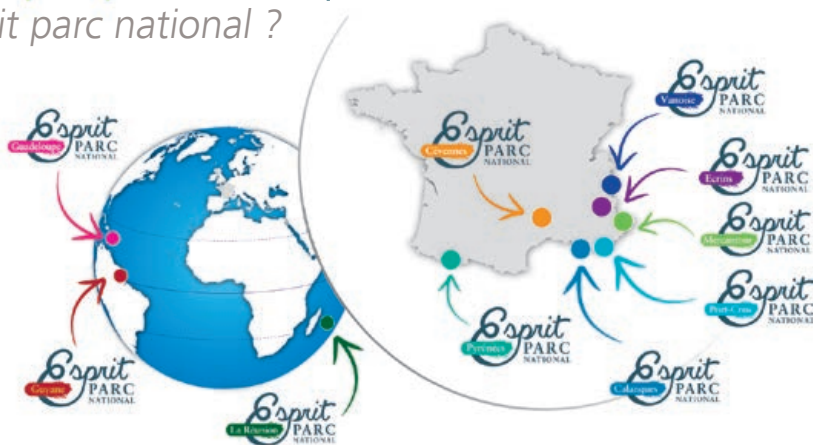 it parc national ?
Esprit
Guadeloupe
PARC
NATIONAL
Esprit
Guyane
PARC
NATIONAL
Esprit
La Réunion
PARC
NATIONAL
Esprit
Cévennes
PARC
NATIONAL
Esprit
Vanoise
PARC
NATIONAL
Esprit
Ecrins
PARC
NATIONAL
Esprit
Mercantour
PARC
NATIONAL
Esprit
Port-Cros
PARC
NATIONAL
Esprit
Pyrénées
PARC
NATIONAL
Esprit
Calanques
PARC
NATIONAL